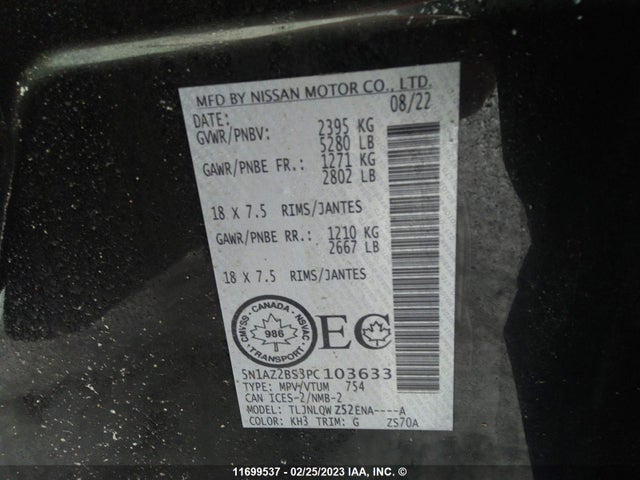 MFD BY NISSAN MOTOR CO., LTD.
DATE: 08/22
GVWR/PNBV: 2395 KG
5280 LB
GAWR/PNBE FR.: 1271 KG
2802 LB
18 X 7.5 RIMS/JANTES
GAWR/PNBE RR.: 1210 KG
2667 LB
18 X 7.5 RIMS/JANTES
CANADA
CMVSS NSVAC
986
TRANSPORT
EC
5N1AZ2BS3PC103633
TYPE: MPV/VTUM 754
CAN ICES-2/NMB-2
MODEL: TLJNLQW Z52ENA----A
COLOR: KH3 TRIM: G ZS70A
11699537 - 02/25/2023 IAA, INC. ©